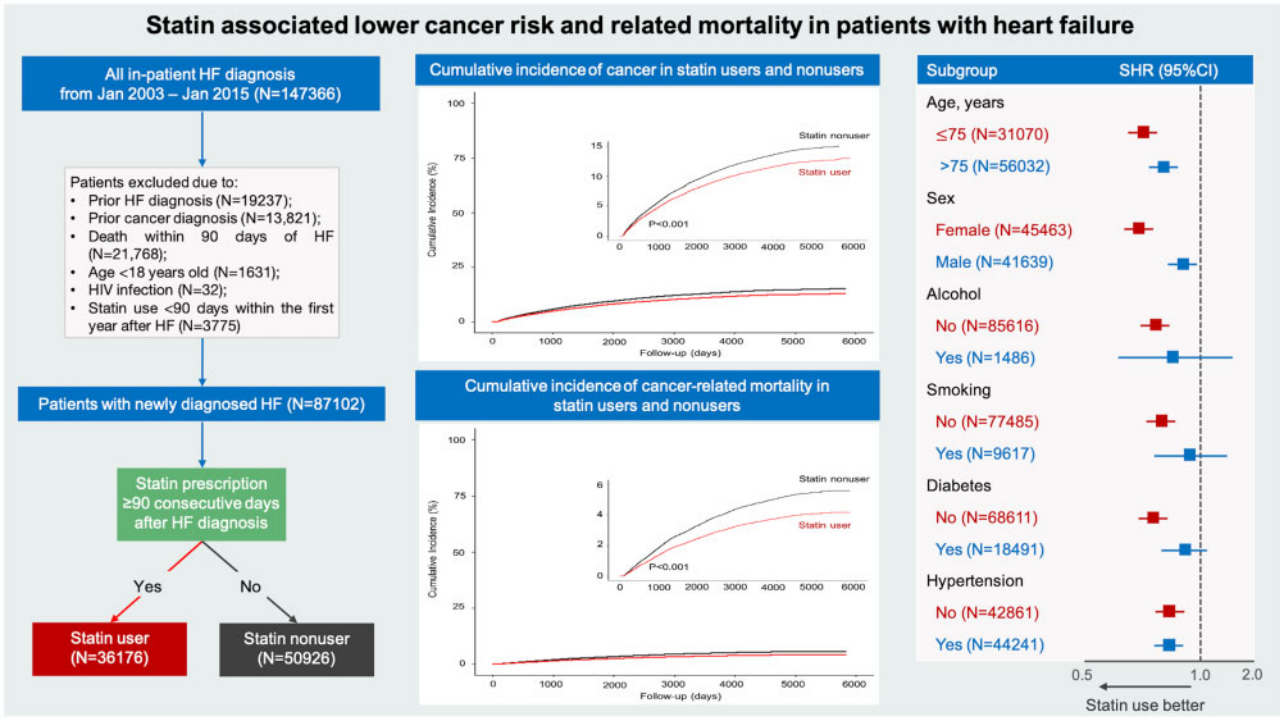 Statin associated lower cancer risk and related mortality in patients with heart failure
All in-patient HF diagnosis
from Jan 2003 – Jan 2015 (N=147366)
Patients excluded due to:
• Prior HF diagnosis (N=19237);
• Prior cancer diagnosis (N=13,821);
• Death within 90 days of HF
(N=21,768);
• Age <18 years old (N=1631);
• HIV infection (N=32);
• Statin use <90 days within the first
year after HF (N=3775)
Patients with newly diagnosed HF (N=87102)
Statin prescription
≥90 consecutive days
after HF diagnosis
Yes
No
Statin user
(N=36176)
Statin nonuser
(N=50926)
Cumulative incidence of cancer in statin users and nonusers
Cumulative Incidence (%)
100
75
50
25
0
0 1000 2000 3000 4000 5000 6000
Follow-up (days)
15
10
5
0
Statin nonuser
Statin user
P<0.001
0 1000 2000 3000 4000 5000 6000
Cumulative incidence of cancer-related mortality in
statin users and nonusers
Cumulative Incidence (%)
100
75
50
25
0
0 1000 2000 3000 4000 5000 6000
Follow-up (days)
6
4
2
0
Statin nonuser
Statin user
P<0.001
0 1000 2000 3000 4000 5000 6000
Subgroup SHR (95%CI)
Age, years
≤75 (N=31070)
>75 (N=56032)
Sex
Female (N=45463)
Male (N=41639)
Alcohol
No (N=85616)
Yes (N=1486)
Smoking
No (N=77485)
Yes (N=9617)
Diabetes
No (N=68611)
Yes (N=18491)
Hypertension
No (N=42861)
Yes (N=44241)
0.5 1.0 2.0
Statin use better